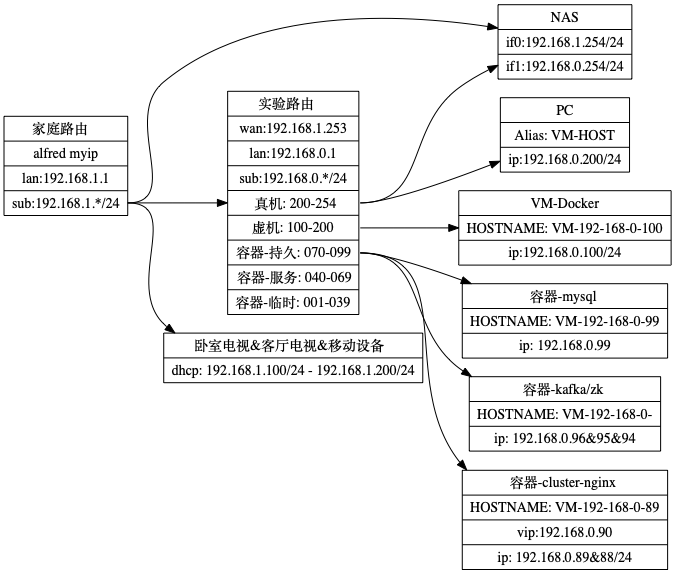 家庭路由
alfred myip
lan:192.168.1.1
sub:192.168.1.*/24
实验路由
wan:192.168.1.253
lan:192.168.0.1
sub:192.168.0.*/24
真机: 200-254
虚机: 100-200
容器-持久: 070-099
容器-服务: 040-069
容器-临时: 001-039
卧室电视&客厅电视&移动设备
dhcp: 192.168.1.100/24 - 192.168.1.200/24
NAS
if0:192.168.1.254/24
if1:192.168.0.254/24
PC
Alias: VM-HOST
ip:192.168.0.200/24
VM-Docker
HOSTNAME: VM-192-168-0-100
ip:192.168.0.100/24
容器-mysql
HOSTNAME: VM-192-168-0-99
ip: 192.168.0.99
容器-kafka/zk
HOSTNAME: VM-192-168-0-
ip: 192.168.0.96&95&94
容器-cluster-nginx
HOSTNAME: VM-192-168-0-89
vip:192.168.0.90
ip: 192.168.0.89&88/24